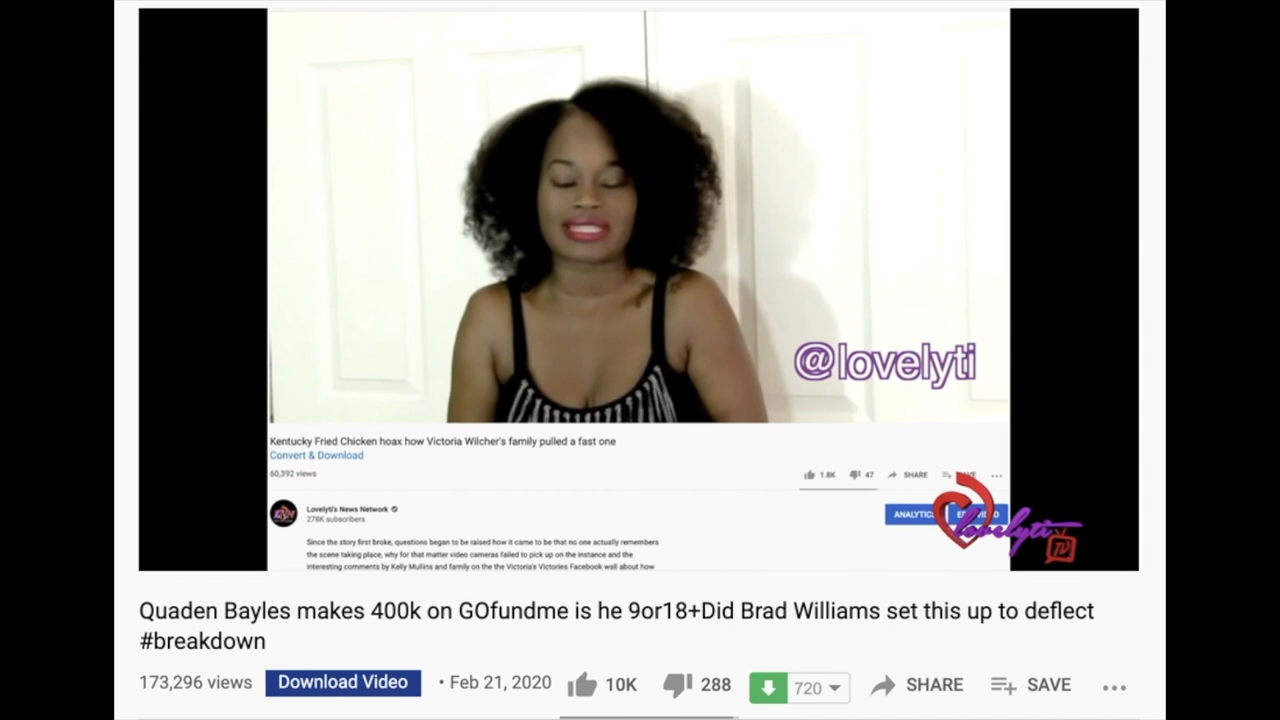 @lovelyti
Kentucky Fried Chicken hoax how Victoria Wilcher's family pulled a fast one
Convert & Download
60,392 views
1.8K 47 SHARE
Lovelyti's News Network
278K subscribers
ANALYTICS
lovelyti
TV
Since the story first broke, questions began to be raised how it came to be that no one actually remembers
the scene taking place, why for that matter video cameras failed to pick up on the instance and the
interesting comments by Kelly Mullins and family on the the Victoria's Victories Facebook wall about how
Quaden Bayles makes 400k on GOfundme is he 9or18+Did Brad Williams set this up to deflect
#breakdown
173,296 views Download Video • Feb 21, 2020 10K 288 720 SHARE SAVE